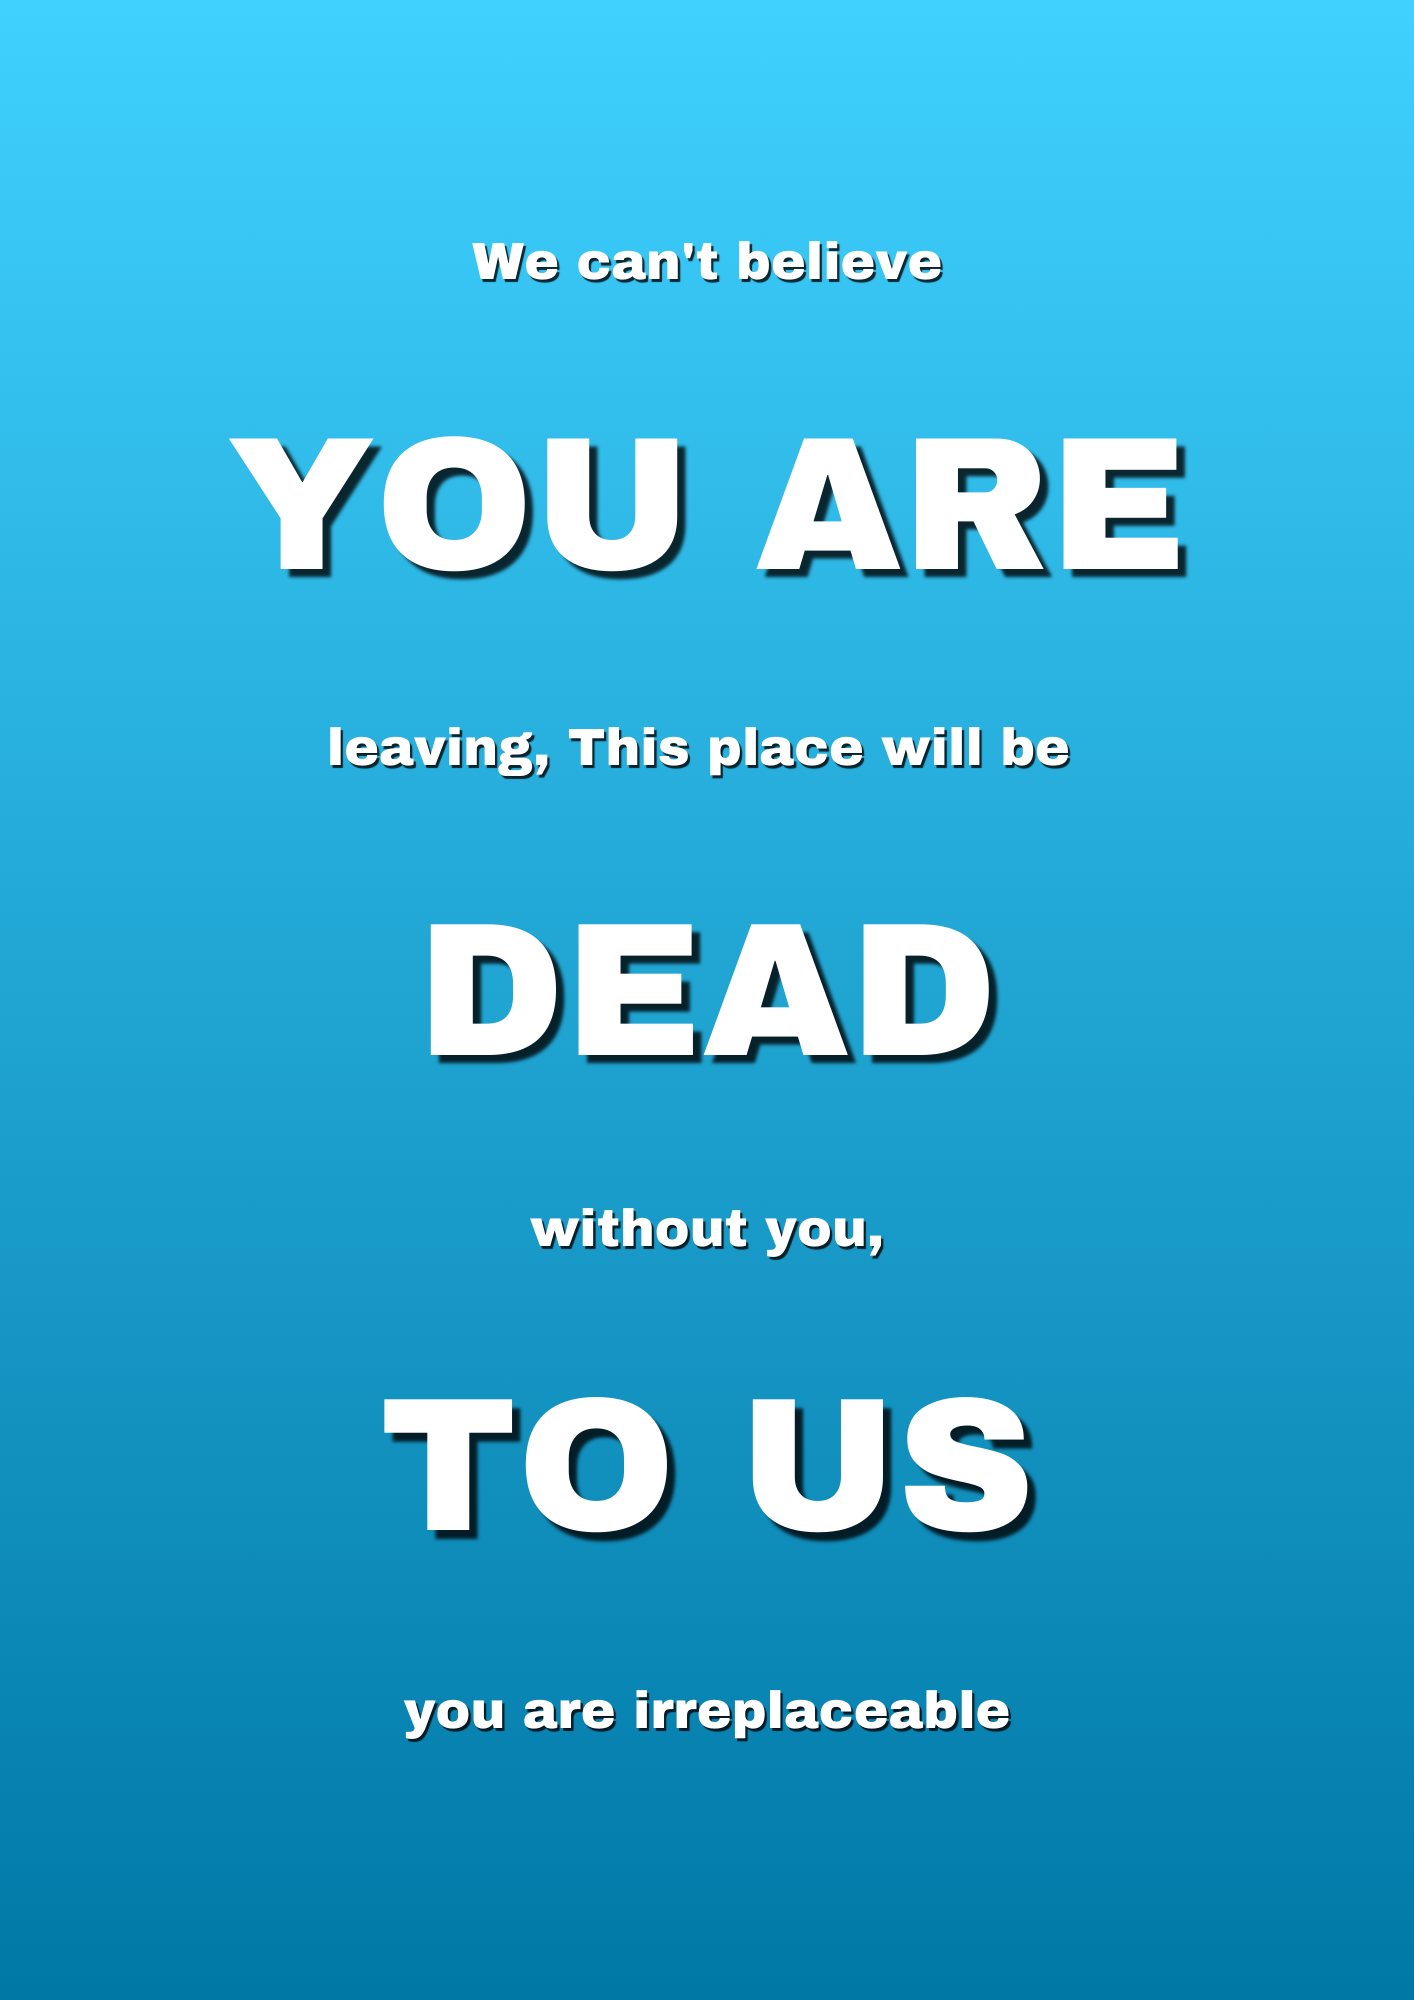 We can't believe
YOU ARE
leaving, This place will be
DEAD
without you,
TO US
you are irreplaceable